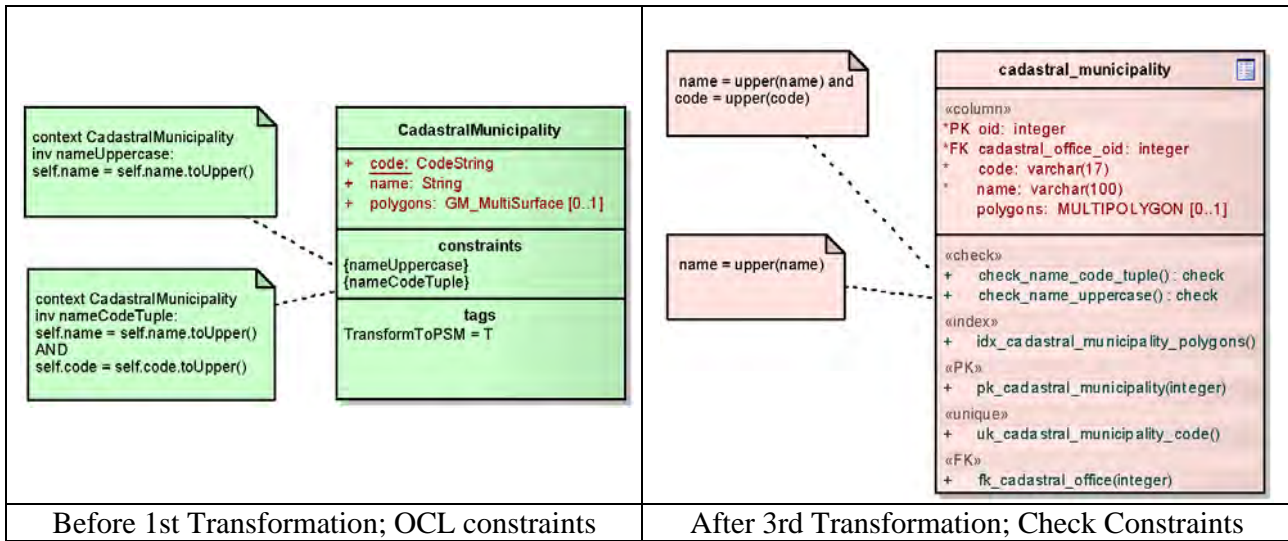 context CadastralMunicipality
inv nameUppercase:
self.name = self.name.toUpper()
context CadastralMunicipality
inv nameCodeTuple:
self.name = self.name.toUpper()
AND
self.code = self.code.toUpper()
CadastralMunicipality
+ code: CodeString
+ name: String
+ polygons: GM_MultiSurface [0..1]
constraints
{nameUppercase}
{nameCodeTuple}
tags
TransformToPSM = T
name = upper(name) and
code = upper(code)
name = upper(name)
cadastral_municipality
«column»
*PK oid: integer
*FK cadastral_office_oid: integer
* code: varchar(17)
* name: varchar(100)
polygons: MULTIPOLYGON [0..1]
«check»
+ check_name_code_tuple() : check
+ check_name_uppercase() : check
«index»
+ idx_cadastral_municipality_polygons()
«PK»
+ pk_cadastral_municipality(integer)
«unique»
+ uk_cadastral_municipality_code()
«FK»
+ fk_cadastral_office(integer)
Before 1st Transformation; OCL constraints
After 3rd Transformation; Check Constraints